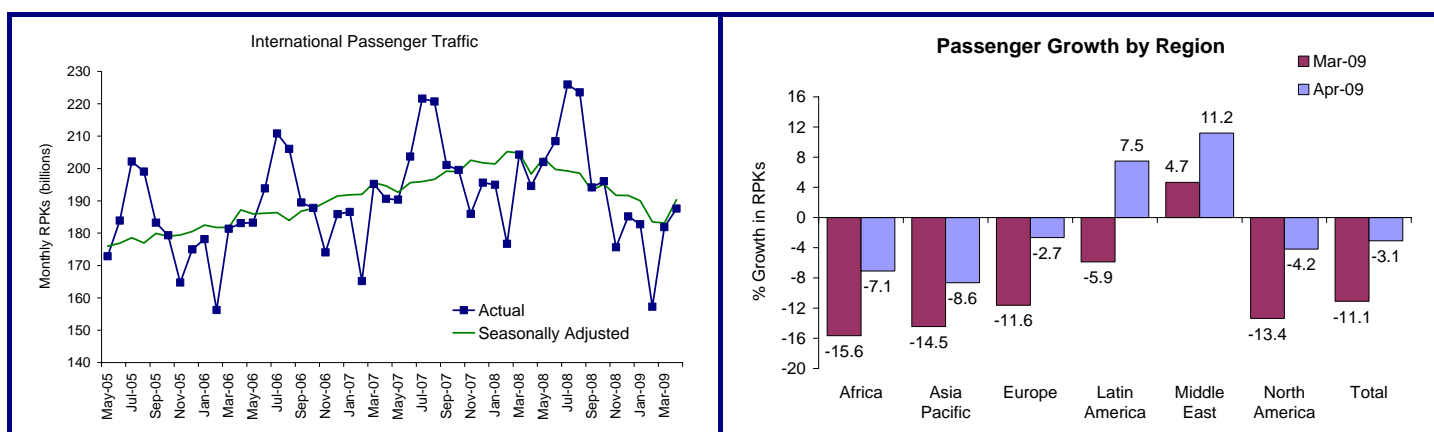 International Passenger Traffic
Monthly RPKs (billions)
230
220
210
200
190
180
170
160
150
140
Actual
Seasonally Adjusted
May-05
Jul-05
Sep-05
Nov-05
Jan-06
Mar-06
May-06
Jul-06
Sep-06
Nov-06
Jan-07
Mar-07
May-07
Jul-07
Sep-07
Nov-07
Jan-08
Mar-08
May-08
Jul-08
Sep-08
Nov-08
Jan-09
Mar-09
Passenger Growth by Region
Mar-09
Apr-09
% Growth in RPKs
16
12
8
4
0
-4
-8
-12
-16
-20
-15.6
-7.1
-14.5
-8.6
-11.6
-2.7
-5.9
7.5
4.7
11.2
-13.4
-4.2
-11.1
-3.1
Africa
Asia
Pacific
Europe
Latin
America
Middle
East
North
America
Total